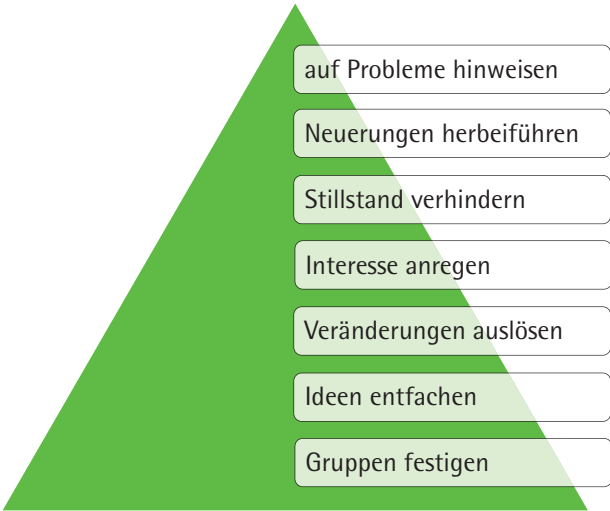 auf Probleme hinweisen
Neuerungen herbeiführen
Stillstand verhindern
Interesse anregen
Veränderungen auslösen
Ideen entfachen
Gruppen festigen